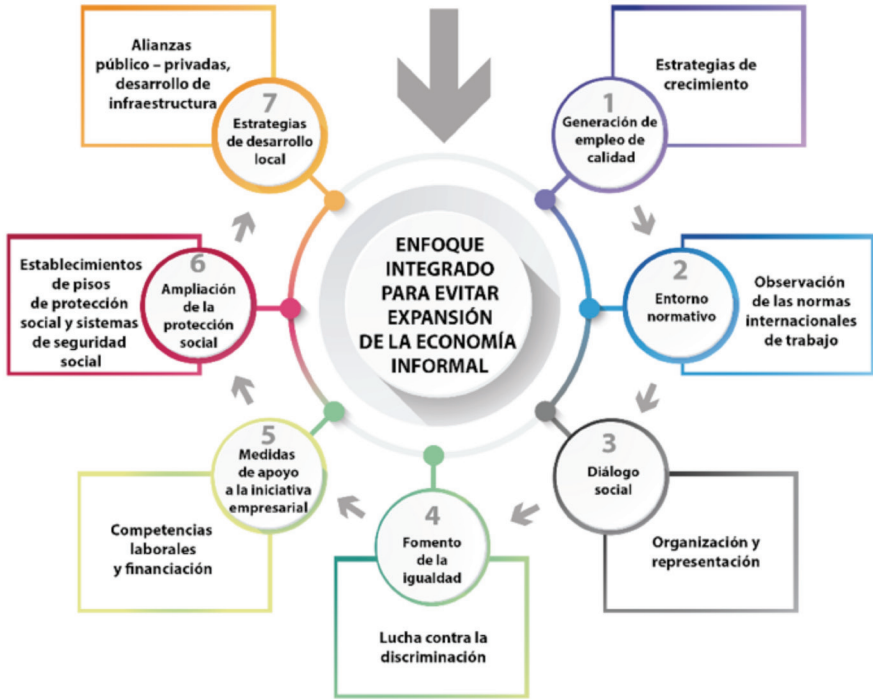 ENFOQUE
INTEGRADO
PARA EVITAR
EXPANSIÓN
DE LA ECONOMÍA
INFORMAL
1
Generación de
empleo de
calidad
Estrategias de
crecimiento
2
Entorno
normativo
Observación
de las normas
internacionales
de trabajo
3
Diálogo
social
Organización y
representación
4
Fomento
de la
igualdad
Lucha contra la
discriminación
5
Medidas
de apoyo
a la iniciativa
empresarial
Competencias
laborales
y financiación
6
Ampliación
de la
protección
social
Establecimientos
de pisos
de protección
social y sistemas
de seguridad
social
7
Estrategias
de desarrollo
local
Alianzas
público – privadas,
desarrollo de
infraestructura